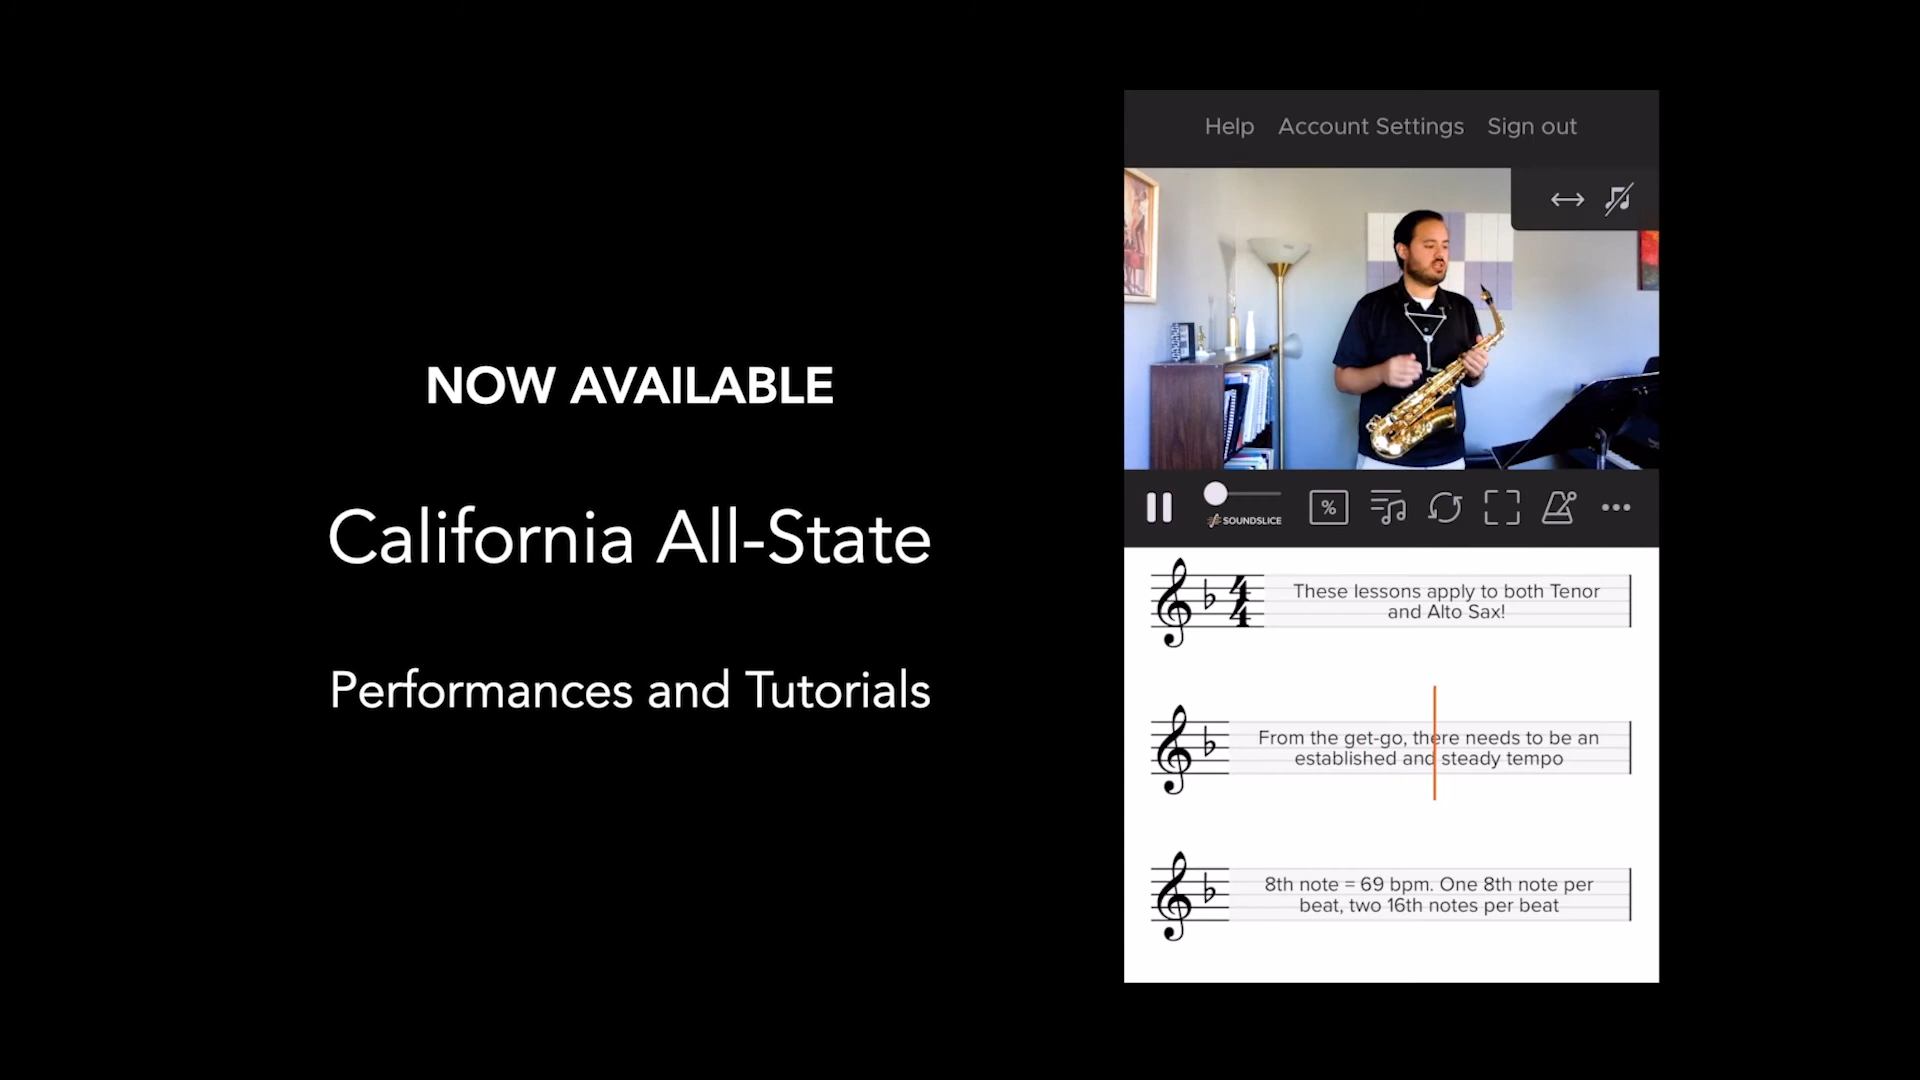 NOW AVAILABLE
California All-State
Performances and Tutorials
Help Account Settings Sign out
% SOUNDSLICE
4
4
These lessons apply to both Tenor
and Alto Sax!
From the get-go, there needs to be an
established and steady tempo
8th note = 69 bpm. One 8th note per
beat, two 16th notes per beat